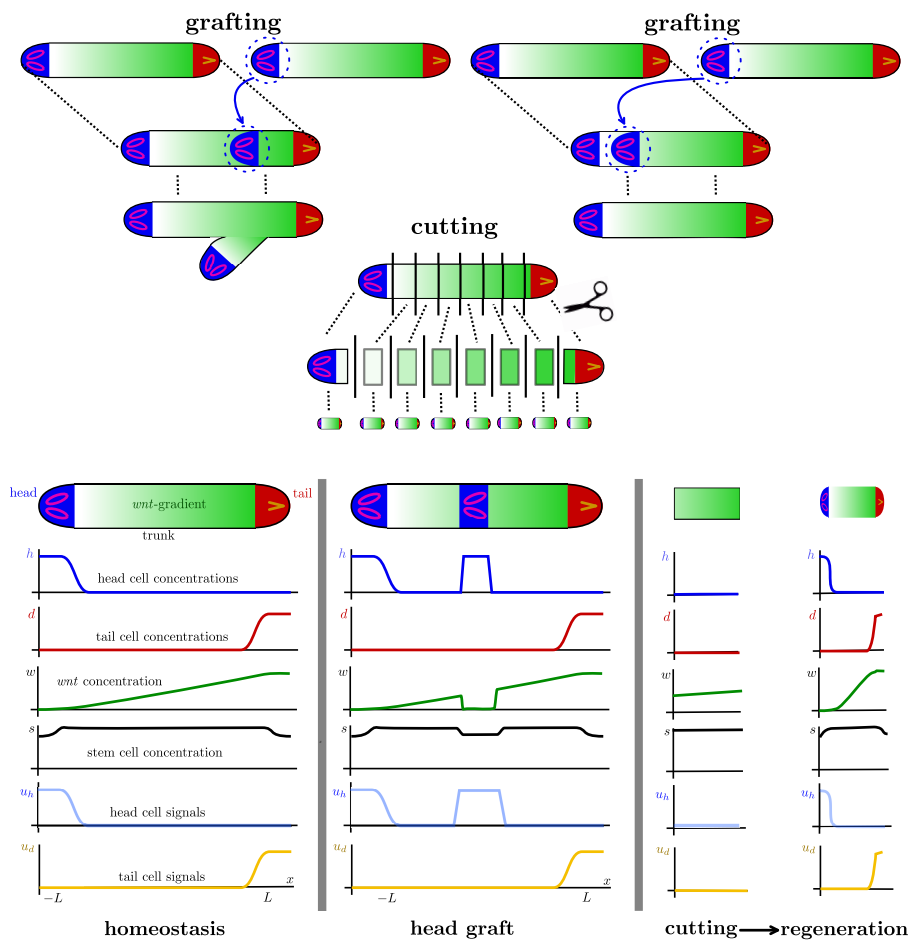 grafting
grafting
cutting
head
wnt-gradient
tail
trunk
h
head cell concentrations
d
tail cell concentrations
w
wnt concentration
s
stem cell concentration
u_h
head cell signals
u_d
tail cell signals
x
−L
L
h
d
w
s
u_h
u_d
x
−L
L
h
d
w
s
u_h
u_d
h
d
w
s
u_h
u_d
homeostasis
head graft
cutting
regeneration